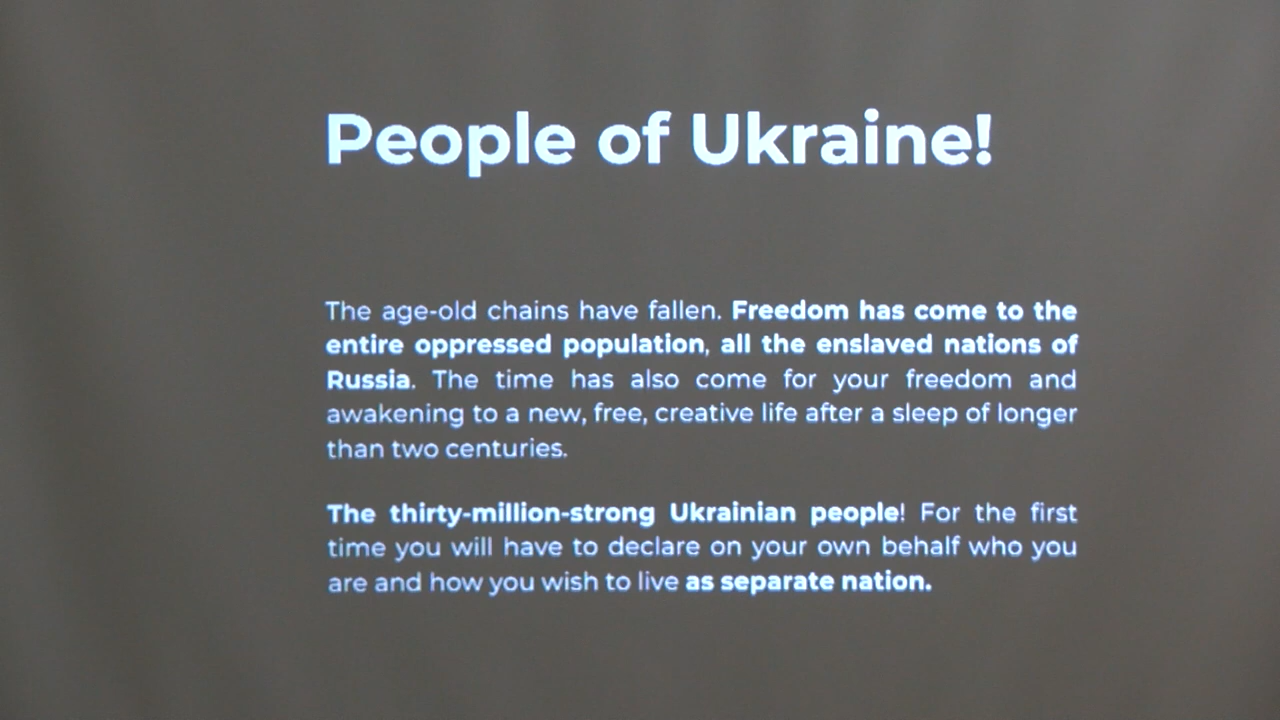 People of Ukraine!
The age-old chains have fallen. Freedom has come to the
entire oppressed population, all the enslaved nations of
Russia. The time has also come for your freedom and
awakening to a new, free, creative life after a sleep of longer
than two centuries.
The thirty-million-strong Ukrainian people! For the first
time you will have to declare on your own behalf who you
are and how you wish to live as separate nation.